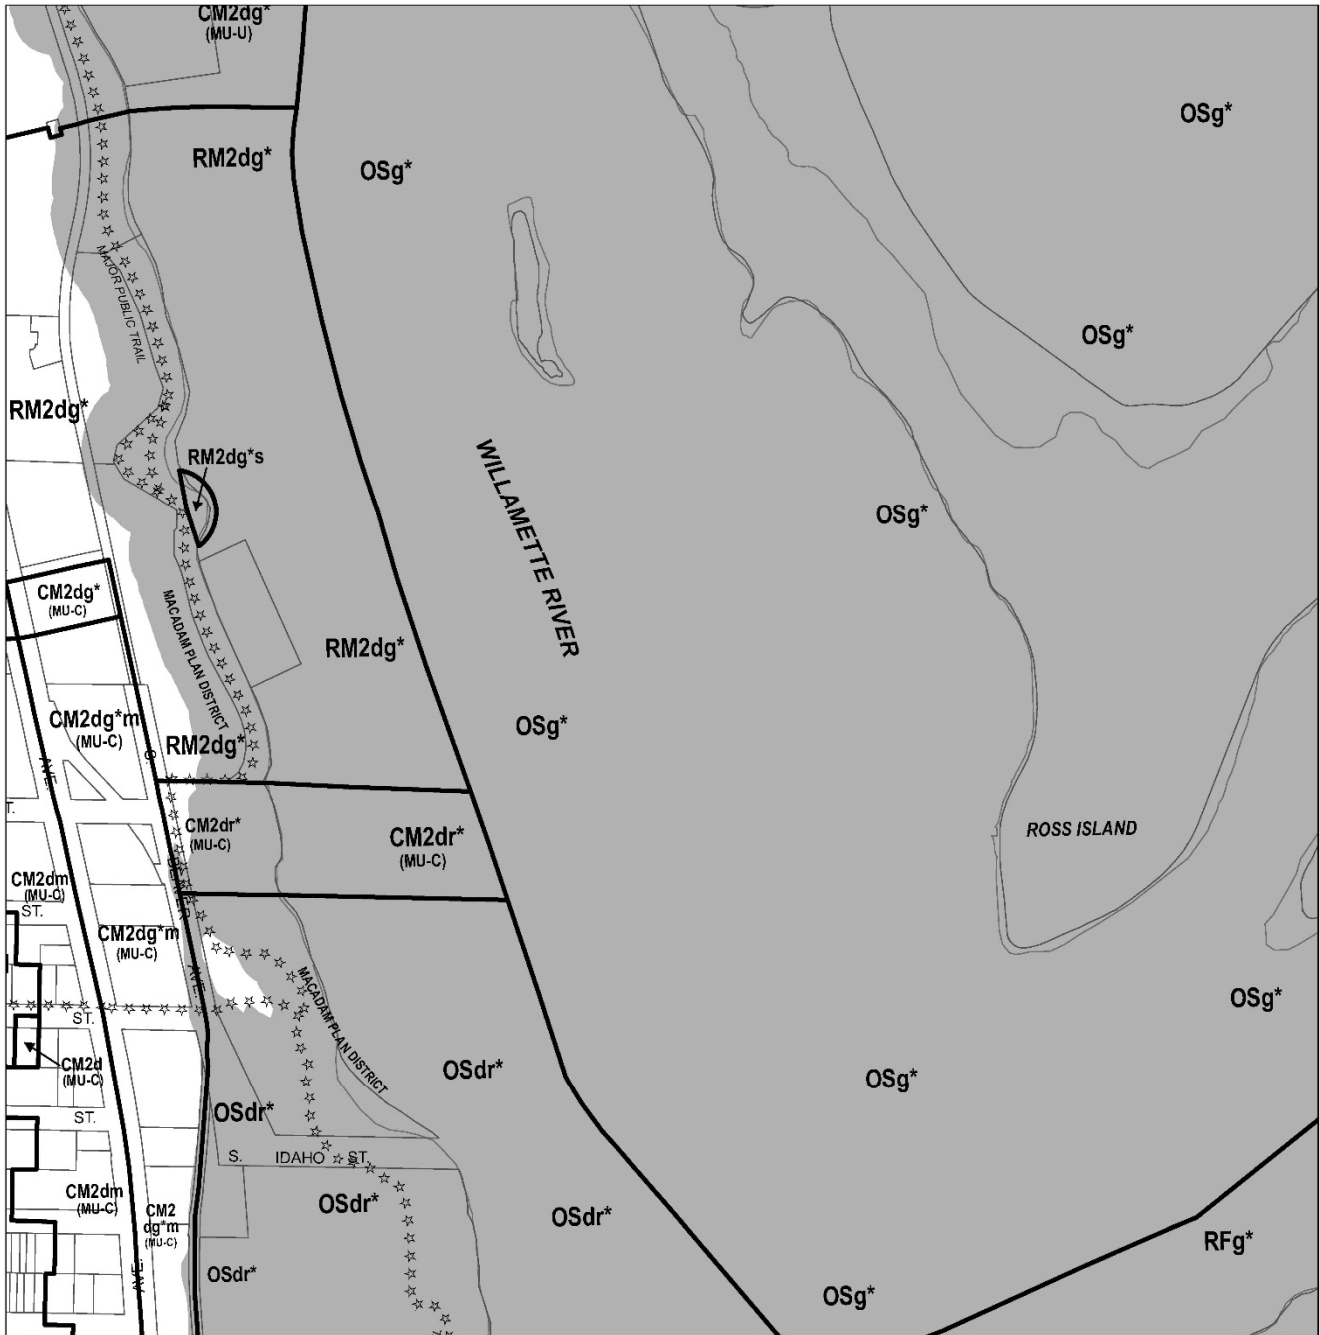 CM2dg*
(MU-U)
OSg*
RM2dg*
OSg*
MAJOR PUBLIC TRAIL
OSg*
RM2dg*
RM2dg*s
WILLAMETTE RIVER
OSg*
CM2dg*
(MU-C)
MACADAM PLAN DISTRICT
RM2dg*
CM2dg*m
(MU-C)
OSg*
RM2dg*
S.
AVE.
T.
CM2dr*
(MU-C)
CM2dr*
(MU-C)
ROSS ISLAND
CM2dm
(MU-C)
ST.
CM2dg*m
(MU-C)
AVE.
MACADAM PLAN DISTRICT
OSg*
ST.
CM2d
(MU-C)
OSdr*
OSg*
OSdr*
ST.
S. IDAHO ST.
CM2dm
(MU-C)
CM2
dg*m
(MU-C)
OSdr*
OSdr*
RFg*
OSdr*
AVE.
OSg*